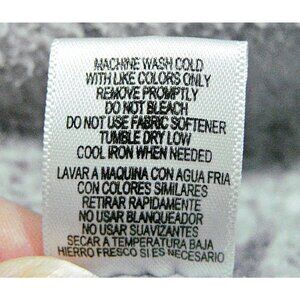 MACHINE WASH COLD
WITH LIKE COLORS ONLY
REMOVE PROMPTLY
DO NOT BLEACH
DO NOT USE FABRIC SOFTENER
TUMBLE DRY LOW
COOL IRON WHEN NEEDED
LAVAR A MAQUINA CON AGUA FRIA
CON COLORES SIMILARES
RETIRAR RAPIDAMENTE
NO USAR BLANQUEADOR
NO USAR SUAVIZANTES
SECAR A TEMPERATURA BAJA
HIERRO FRESCO SI ES NECESARIO